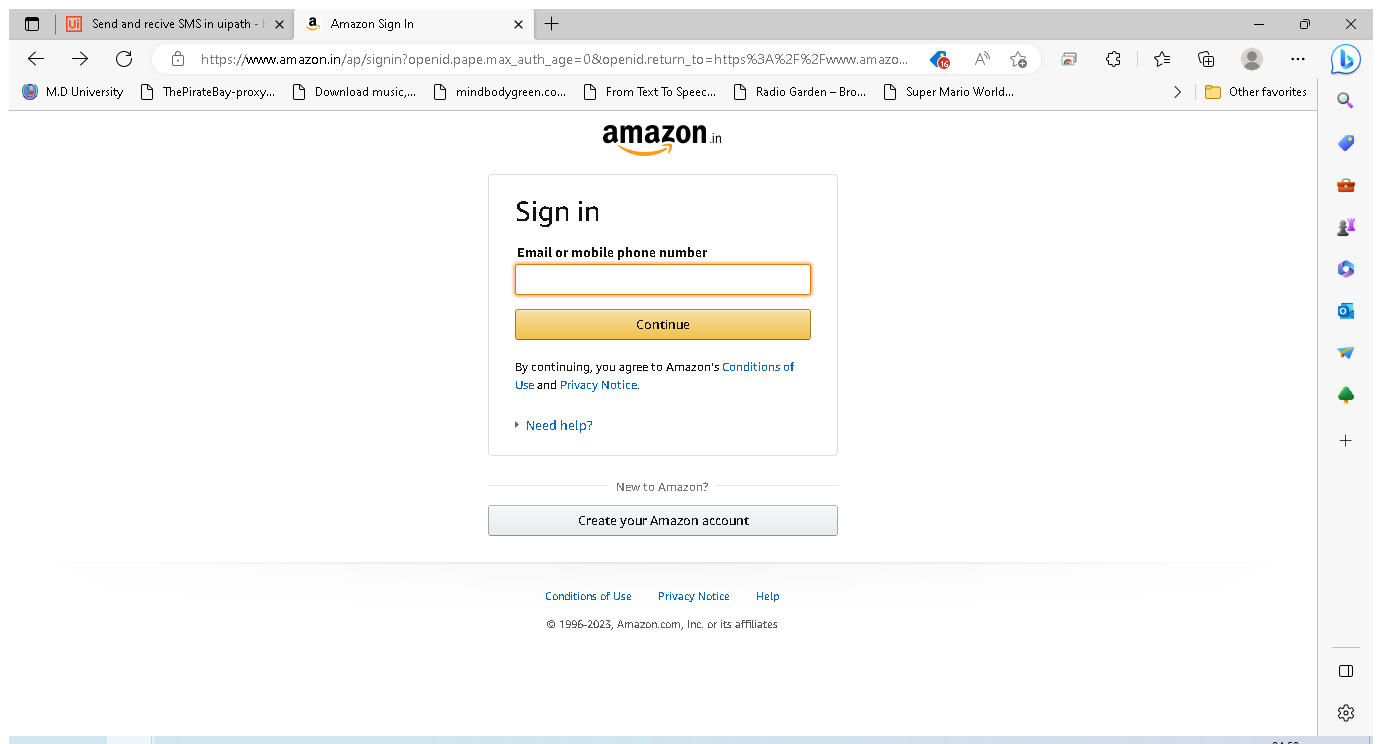 Send and recive SMS in uipath -
Amazon Sign In
https://www.amazon.in/ap/signin?openid.pape.max_auth_age=0&openid.return_to=https%3A%2F%2Fwww.amazo...
16
M.D University
ThePirateBay-proxy...
Download music,...
mindbodygreen.co...
From Text To Speec...
Radio Garden – Bro...
Super Mario World...
Other favorites
amazon.in
Sign in
Email or mobile phone number
Continue
By continuing, you agree to Amazon's Conditions of
Use and Privacy Notice.
Need help?
New to Amazon?
Create your Amazon account
Conditions of Use Privacy Notice Help
© 1996-2023, Amazon.com, Inc. or its affiliates